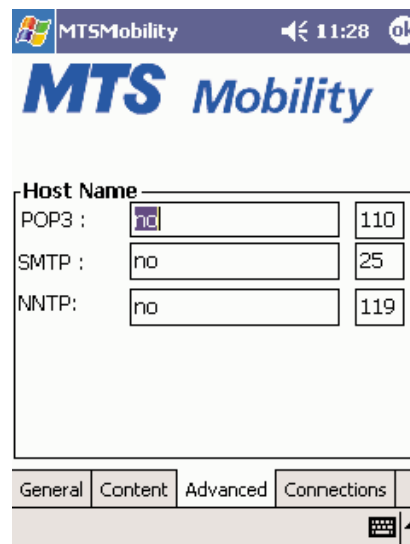 MTSMobility 11:28 ok
MTS Mobility
Host Name
POP3 : no 110
SMTP : no 25
NNTP: no 119
General Content Advanced Connections